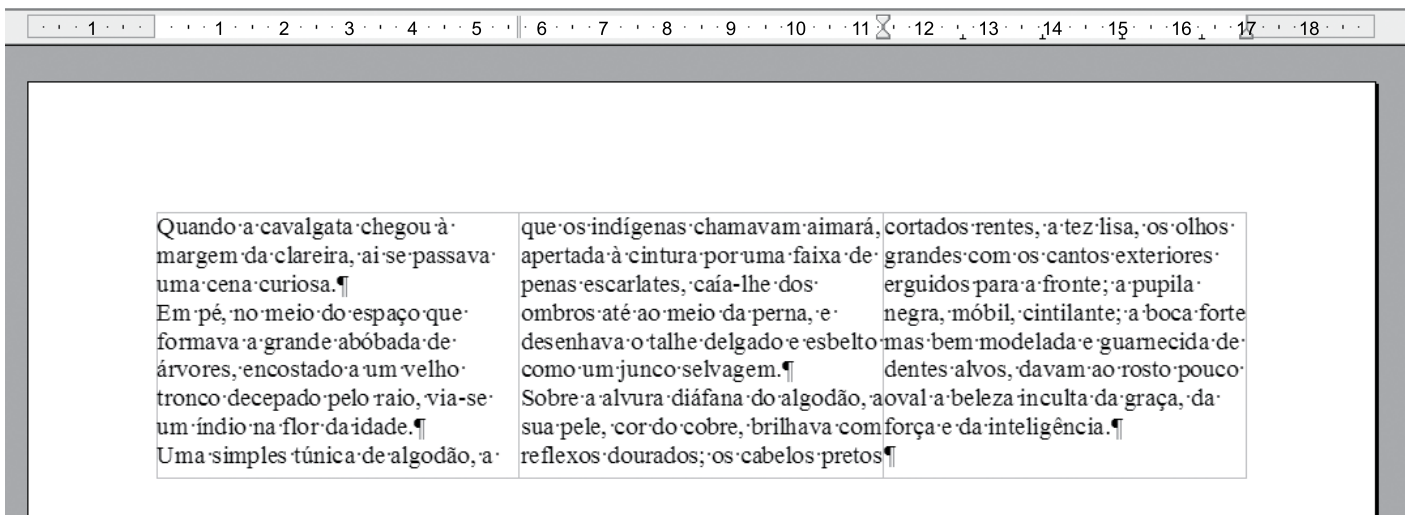 1 1 2 3 4 5 6 7 8 9 10 11 12 13 14 15 16 17 18
Quando a cavalgata chegou à
margem da clareira, ai se passava
uma cena curiosa.¶
Em pé, no meio do espaço que
formava a grande abóbada de
árvores, encostado a um velho
tronco decepado pelo raio, via-se
um índio na flor da idade.¶
Uma simples túnica de algodão, a
que os indígenas chamavam aimará,
apertada à cintura por uma faixa de
penas escarlates, caía-lhe dos
ombros até ao meio da perna, e
desenhava o talhe delgado e esbelto
como um junco selvagem.¶
Sobre a alvura diáfana do algodão, a
sua pele, cor do cobre, brilhava com
reflexos dourados; os cabelos pretos
cortados rentes, a tez lisa, os olhos
grandes com os cantos exteriores
erguidos para a fronte; a pupila
negra, móbil, cintilante; a boca forte
mas bem modelada e guarnecida de
dentes alvos, davam ao rosto pouco
oval a beleza inculta da graça, da
força e da inteligência.¶
¶